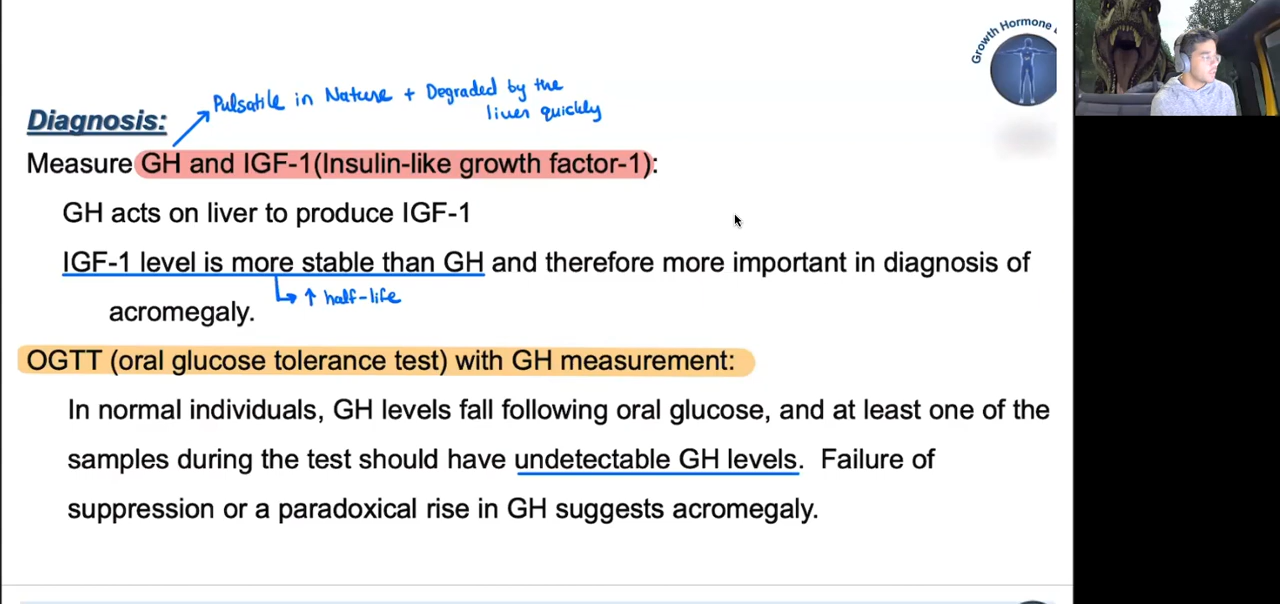 Growth Hormone
Pulsatile in Nature + Degraded by the
liver quickly
Diagnosis:
Measure GH and IGF-1(Insulin-like growth factor-1):
GH acts on liver to produce IGF-1
IGF-1 level is more stable than GH and therefore more important in diagnosis of
↑ half-life
acromegaly.
OGTT (oral glucose tolerance test) with GH measurement:
In normal individuals, GH levels fall following oral glucose, and at least one of the
samples during the test should have undetectable GH levels. Failure of
suppression or a paradoxical rise in GH suggests acromegaly.